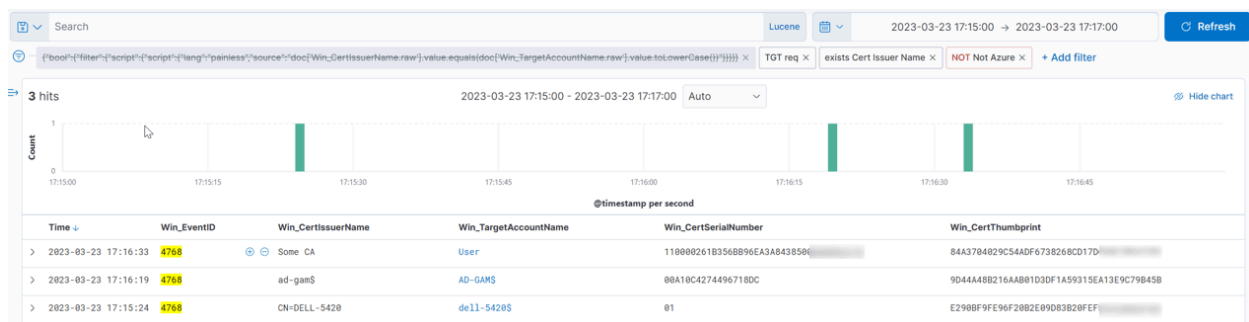 Search Lucene 2023-03-23 17:15:00 → 2023-03-23 17:17:00 Refresh
{"bool":{"filter":{"script":{"script":{"lang":"painless","source":"doc['Win_CertIssuerName.raw'].value.equals(doc['Win_TargetAccountName.raw'].value.toLowerCase())"}}}}} × TGT req × exists Cert Issuer Name × NOT Not Azure × + Add filter
3 hits 2023-03-23 17:15:00 - 2023-03-23 17:17:00 Auto Hide chart
1
Count
0
17:15:00 17:15:15 17:15:30 17:15:45 17:16:00 17:16:15 17:16:30 17:16:45
@timestamp per second
Time ↓ Win_EventID Win_CertIssuerName Win_TargetAccountName Win_CertSerialNumber Win_CertThumbprint
2023-03-23 17:16:33 4768 Some CA User 110000261B356BB96EA3A843850 84A3704029C54ADF6738268CD17D
2023-03-23 17:16:19 4768 ad-gam$ AD-GAM$ 00A10C4274496718DC 9D44A48B216AAB01D3DF1A59315EA13E9C79B45B
2023-03-23 17:15:24 4768 CN=DELL-5420 dell-5420$ 01 E290BF9FE96F20B2E09D83B20FEF